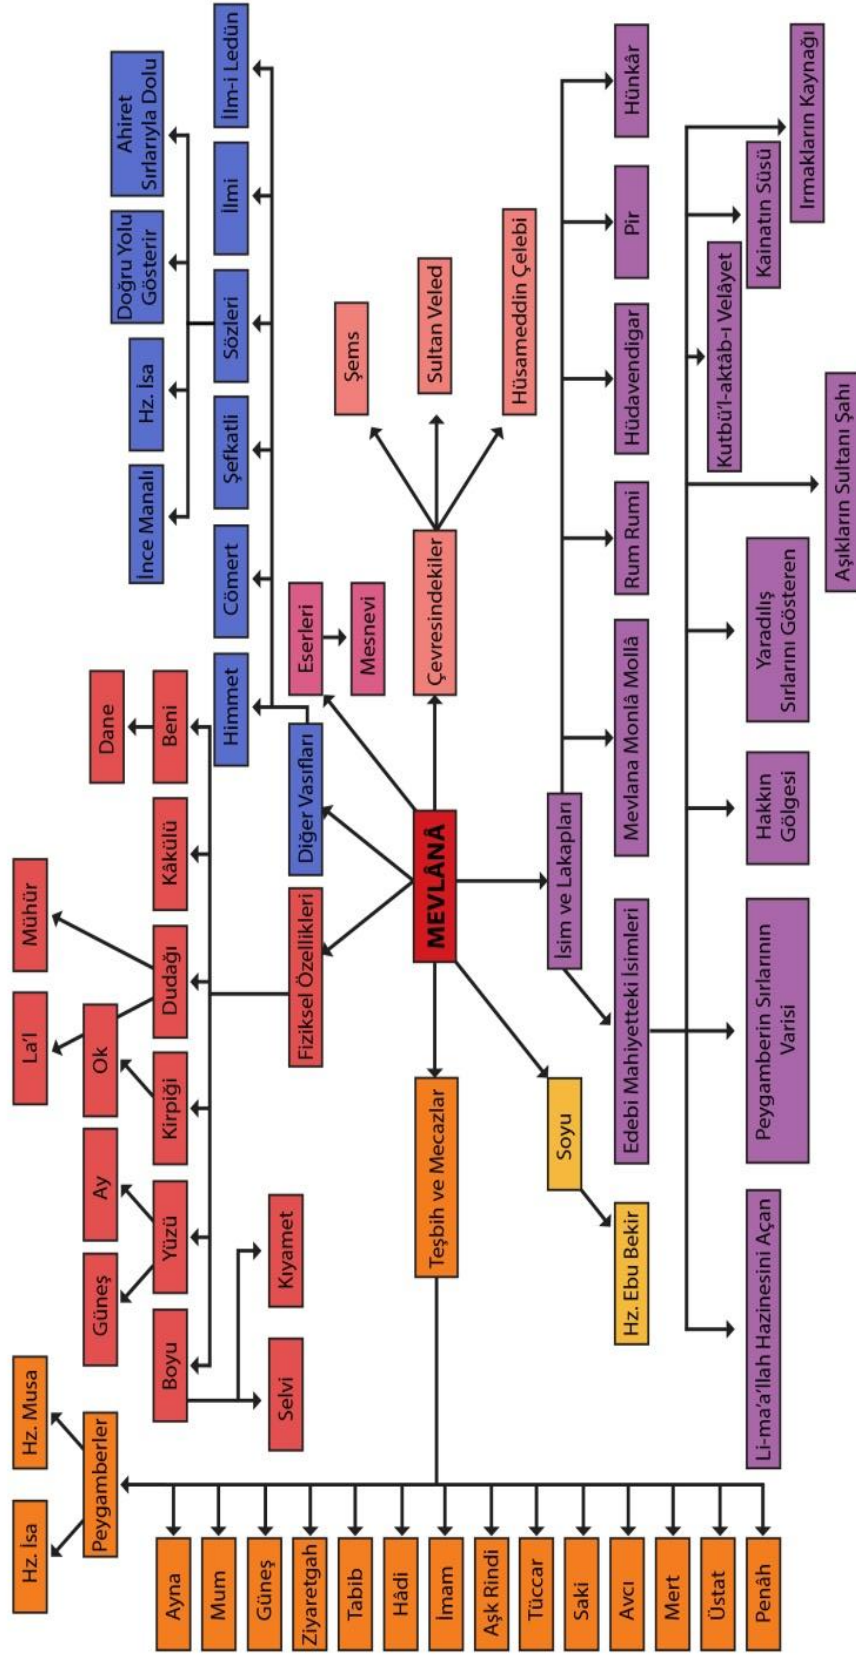 Hz. İsa
Hz. Musa
Peygamberler
Ayna
Mum
Güneş
Ziyaretgah
Tabib
Hâdi
İmam
Aşk Rindi
Tüccar
Saki
Avcı
Mert
Üstat
Penâh
Teşbih ve Mecazlar
La'l
Mühür
Güneş
Ay
Ok
Dane
Boyu
Yüzü
Kirpiği
Dudağı
Kâkülü
Beni
Selvi
Kıyamet
Fiziksel Özellikleri
İnce Manalı
Hz. İsa
Doğru Yolu
Gösterir
Ahiret
Sırlarıyla Dolu
Himmet
Cömert
Şefkatli
Sözleri
İlmi
İlm-i Ledün
Diğer Vasıfları
Eserleri
Mesnevi
MEVLÂNÂ
Çevresindekiler
Şems
Sultan Veled
Hüsameddin Çelebi
Soyu
Hz. Ebu Bekir
İsim ve Lakapları
Edebi Mahiyetteki İsimleri
Mevlana Monlâ Mollâ
Rum Rumi
Hüdavendigar
Pir
Hünkâr
Li-ma'a'llah Hazinesini Açan
Peygamberin Sırlarının
Varisi
Hakkın
Gölgesi
Yaradılış
Sırlarını Gösteren
Aşıkların Sultanı Şahı
Kutbü'l-aktâb-ı Velâyet
Kainatın Süsü
Irmakların Kaynağı